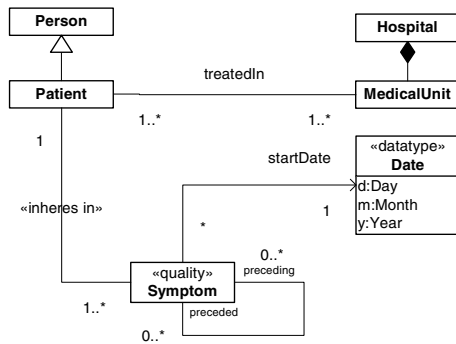 Person
Hospital
Patient
treatedIn
MedicalUnit
1..*
1..*
1
startDate
«datatype»
Date
d:Day
m:Month
y:Year
«inheres in»
1
*
0..*
preceding
«quality»
Symptom
1..*
preceded
0..*